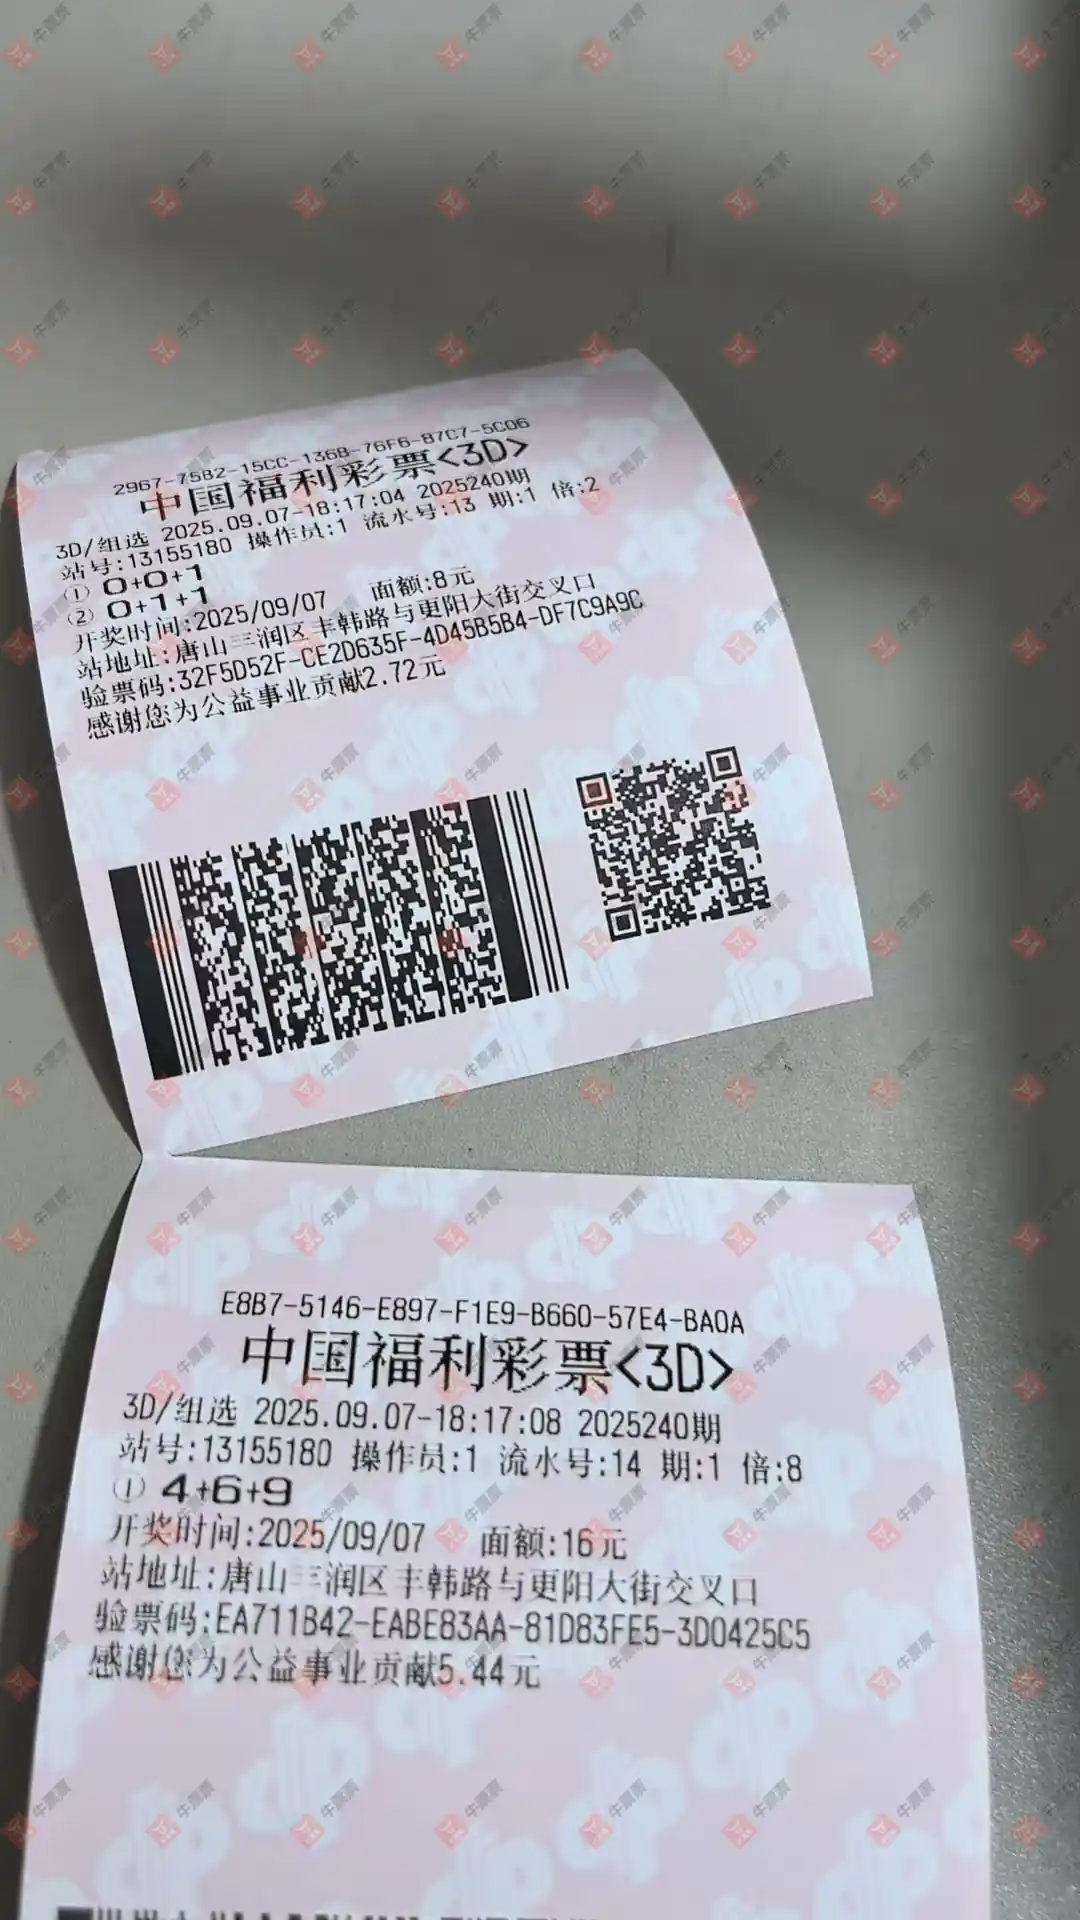 2967-75B2-15CC-136B-76F6-87C7-5C06
中国福利彩票<3D>
3D/组选 2025.09.07-18:17:04 2025240期
站号:13155180 操作员:1 流水号:13 期:1 倍:2
① 0+0+1
② 0+1+1
开奖时间:2025/09/07 面额:8元
站地址:唐山三润区丰韩路与更阳大街交叉口
验票码:32F5D52F-CE2D635F-4D45B5B4-DF7C9A9C
感谢您为公益事业贡献2.72元
E8B7-5146-E897-F1E9-B660-57E4-BA0A
中国福利彩票<3D>
3D/组选 2025.09.07-18:17:08 2025240期
站号:13155180 操作员:1 流水号:14 期:1 倍:8
① 4+6+9
开奖时间:2025/09/07 面额:16元
站地址:唐山三润区丰韩路与更阳大街交叉口
验票码:EA711B42-EABE83AA-81D83FE5-3D0425C5
感谢您为公益事业贡献5.44元
牛票票